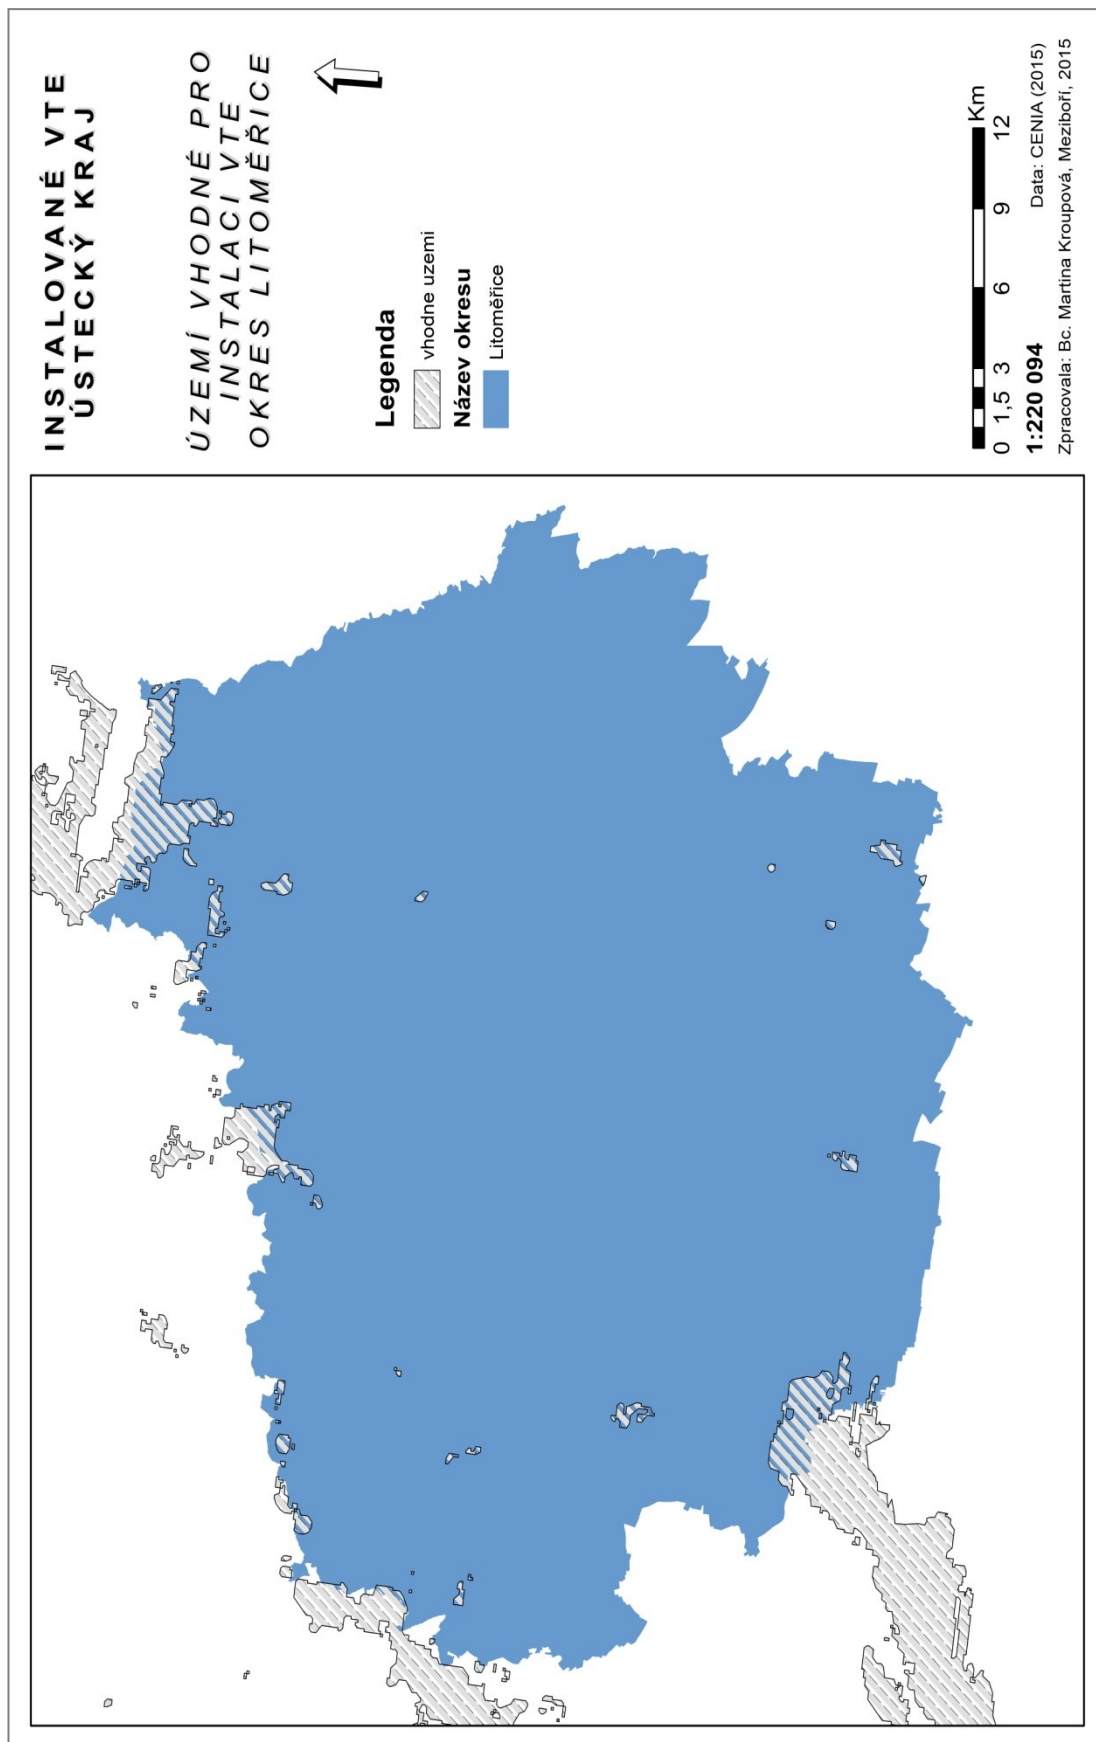 INSTALOVANÉ VTE
ÚSTECKÝ KRAJ
ÚZEMÍ VHODNÉ PRO
INSTALACI VTE
OKRES LITOMĚŘICE
Legenda
vhodne uzemi
Název okresu
Litoměřice
0 1,5 3 6 9 12
Km
1:220 094
Data: CENIA (2015)
Zpracovala: Bc. Martina Kroupová, Meziboří, 2015